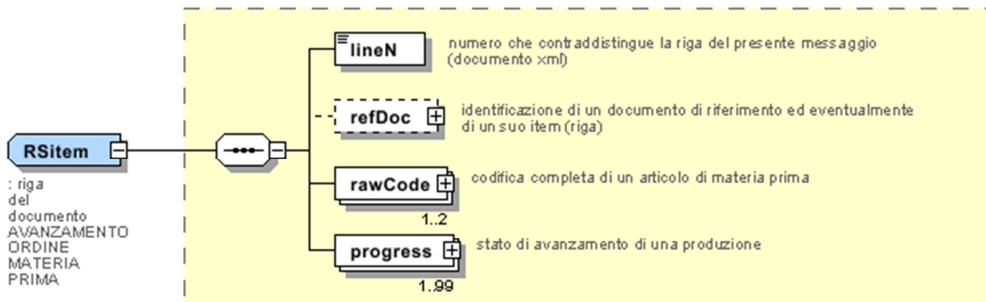 lineN
numero che contraddistingue la riga del presente messaggio
(documento xml)
refDoc
identificazione di un documento di riferimento ed eventualmente
di un suo item (riga)
RSitem
: riga
del
documento
AVANZAMENTO
ORDINE
MATERIA
PRIMA
rawCode
codifica completa di un articolo di materia prima
1..2
progress
stato di avanzamento di una produzione
1..99